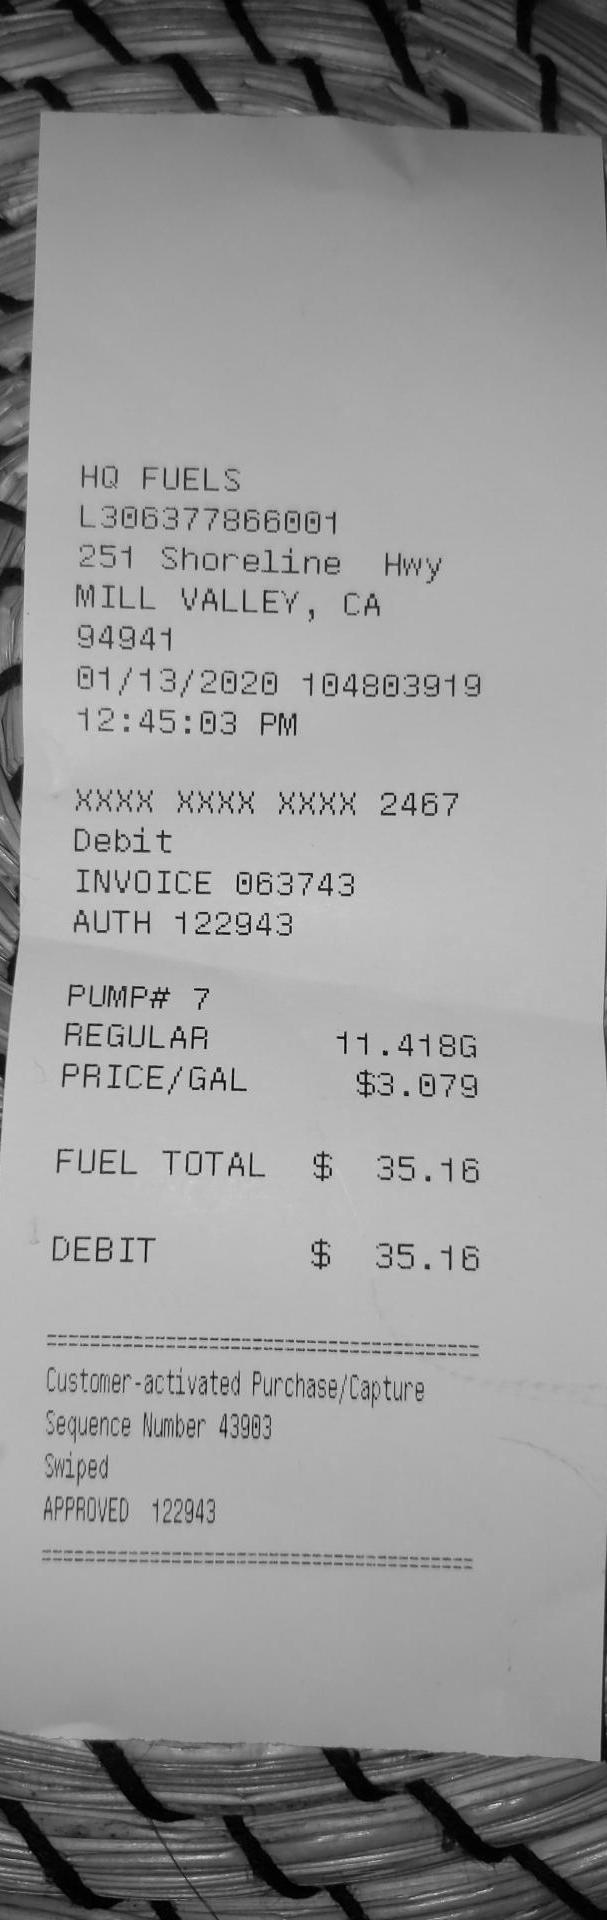 HQ FUELS
L306377866001
251 Shoreline  Hwy
MILL VALLEY, CA
94941
01/13/2020 104803919
12:45:03 PM
XXXX XXXX XXXX 2467
Debit
INVOICE 063743
AUTH 122943
PUMP# 7
REGULAR 11.418G
PRICE/GAL $3.079
FUEL TOTAL $ 35.16
DEBIT $ 35.16
========================================
Customer-activated Purchase/Capture
Sequence Number 43903
Swiped
APPROVED 122943
========================================